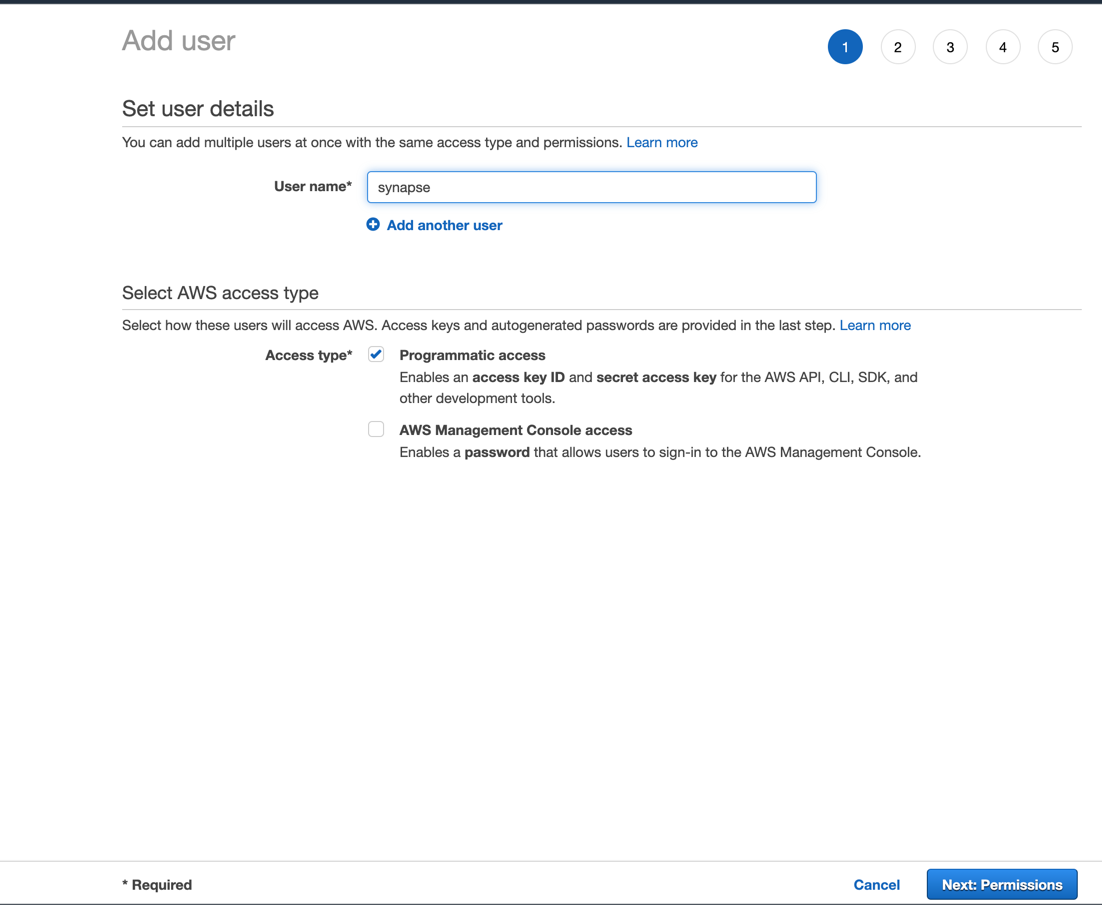 Add user
1 2 3 4 5
Set user details
You can add multiple users at once with the same access type and permissions. Learn more
User name* synapse
Add another user
Select AWS access type
Select how these users will access AWS. Access keys and autogenerated passwords are provided in the last step. Learn more
Access type* Programmatic access
Enables an access key ID and secret access key for the AWS API, CLI, SDK, and
other development tools.
AWS Management Console access
Enables a password that allows users to sign-in to the AWS Management Console.
* Required Cancel Next: Permissions